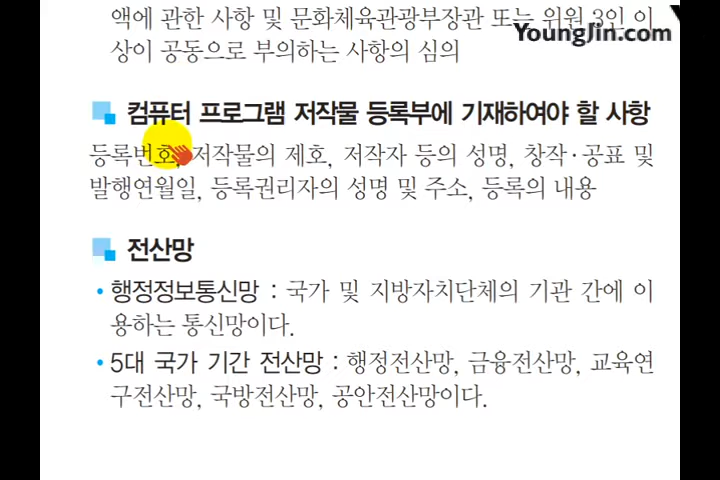 액에 관한 사항 및 문화체육관광부장관 또는 위원 3인 이
상이 공동으로 부의하는 사항의 심의
YoungJin.com
컴퓨터 프로그램 저작물 등록부에 기재하여야 할 사항
등록번호, 저작물의 제호, 저작자 등의 성명, 창작·공표 및
발행연월일, 등록권리자의 성명 및 주소, 등록의 내용
전산망
• 행정정보통신망 : 국가 및 지방자치단체의 기관 간에 이
용하는 통신망이다.
• 5대 국가 기간 전산망 : 행정전산망, 금융전산망, 교육연
구전산망, 국방전산망, 공안전산망이다.